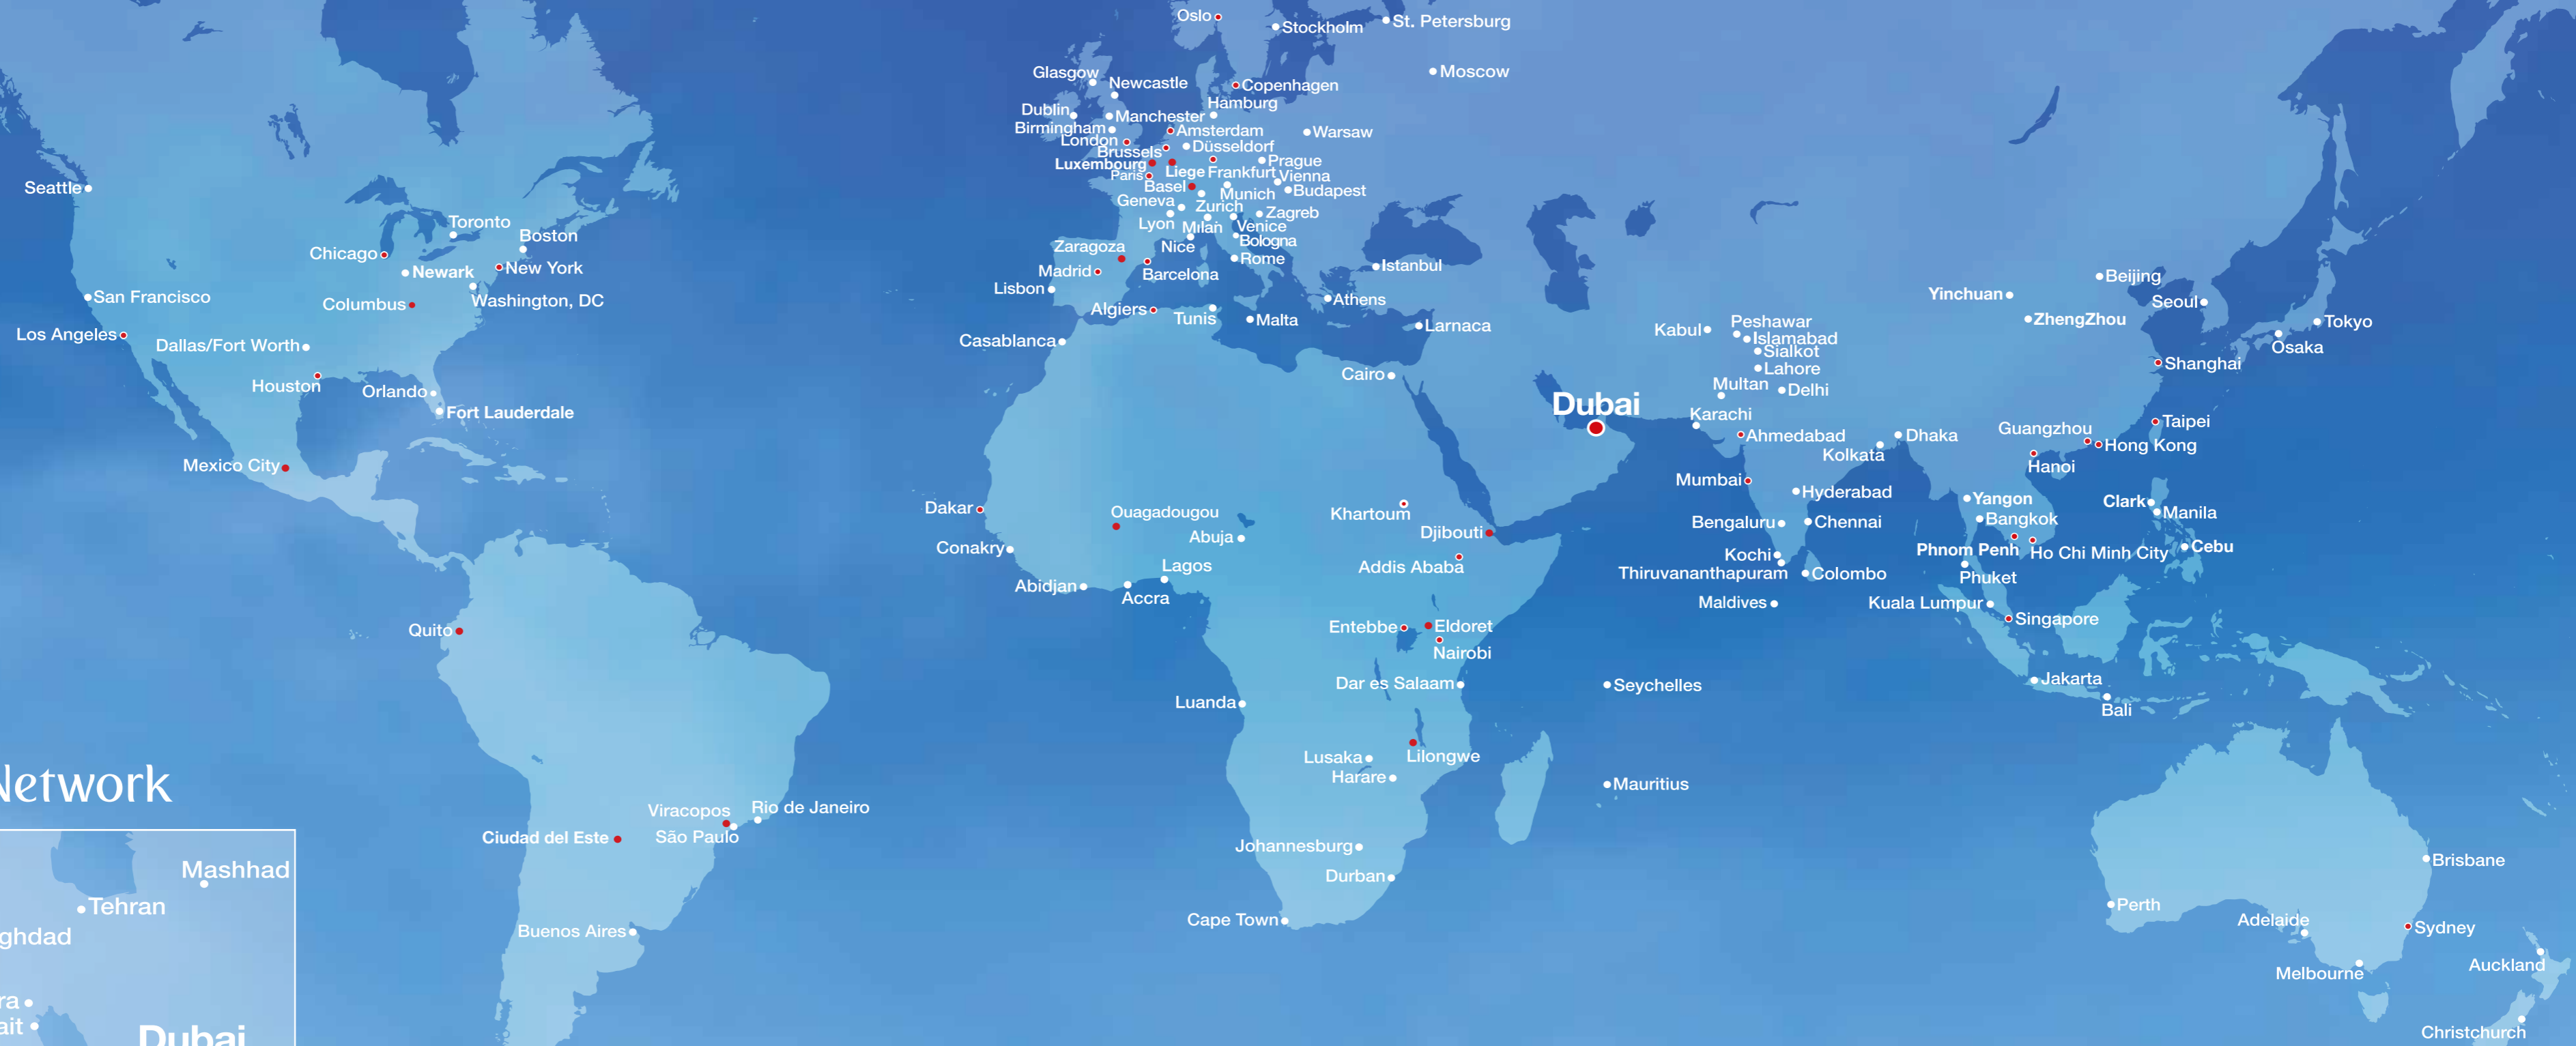 Oslo
Stockholm
St. Petersburg
Moscow
Glasgow
Newcastle
Copenhagen
Hamburg
Dublin
Manchester
Birmingham
Amsterdam
Warsaw
London
Düsseldorf
Brussels
Luxembourg
Prague
Paris
Liege
Frankfurt
Vienna
Basel
Munich
Budapest
Geneva
Zurich
Zagreb
Lyon
Milan
Venice
Nice
Bologna
Zaragoza
Rome
Madrid
Barcelona
Istanbul
Lisbon
Athens
Algiers
Tunis
Malta
Larnaca
Casablanca
Cairo
Seattle
Toronto
Boston
Chicago
Newark
New York
San Francisco
Columbus
Washington, DC
Los Angeles
Dallas/Fort Worth
Houston
Orlando
Fort Lauderdale
Mexico City
Quito
Viracopos
Rio de Janeiro
Ciudad del Este
São Paulo
Buenos Aires
Dakar
Ouagadougou
Khartoum
Abuja
Djibouti
Conakry
Lagos
Addis Ababa
Abidjan
Accra
Entebbe
Eldoret
Nairobi
Dar es Salaam
Luanda
Lusaka
Lilongwe
Harare
Johannesburg
Durban
Cape Town
Seychelles
Mauritius
Dubai
Kabul
Peshawar
Islamabad
Sialkot
Lahore
Multan
Delhi
Karachi
Ahmedabad
Dhaka
Kolkata
Mumbai
Hyderabad
Bengaluru
Chennai
Kochi
Thiruvananthapuram
Colombo
Maldives
Beijing
Yinchuan
Seoul
ZhengZhou
Tokyo
Osaka
Shanghai
Taipei
Guangzhou
Hong Kong
Hanoi
Yangon
Clark
Manila
Bangkok
Phnom Penh
Ho Chi Minh City
Cebu
Phuket
Kuala Lumpur
Singapore
Jakarta
Bali
Brisbane
Perth
Adelaide
Sydney
Melbourne
Auckland
Christchurch
Network
Mashhad
Tehran
ghdad
ra
ait
Dubai